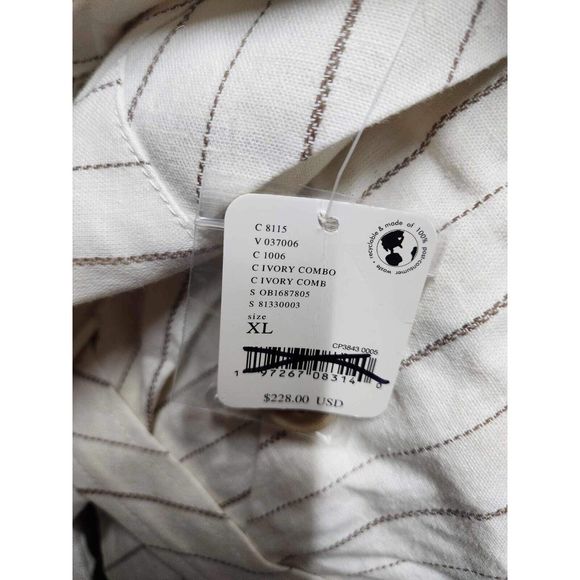 C 8115
V 037006
C 1006
C IVORY COMBO
C IVORY COMB
S OB1687805
S 81330003
size
XL
recyclable & made of 100% post-consumer waste
CP3843 0005
1 97267 08314 0
$228.00 USD